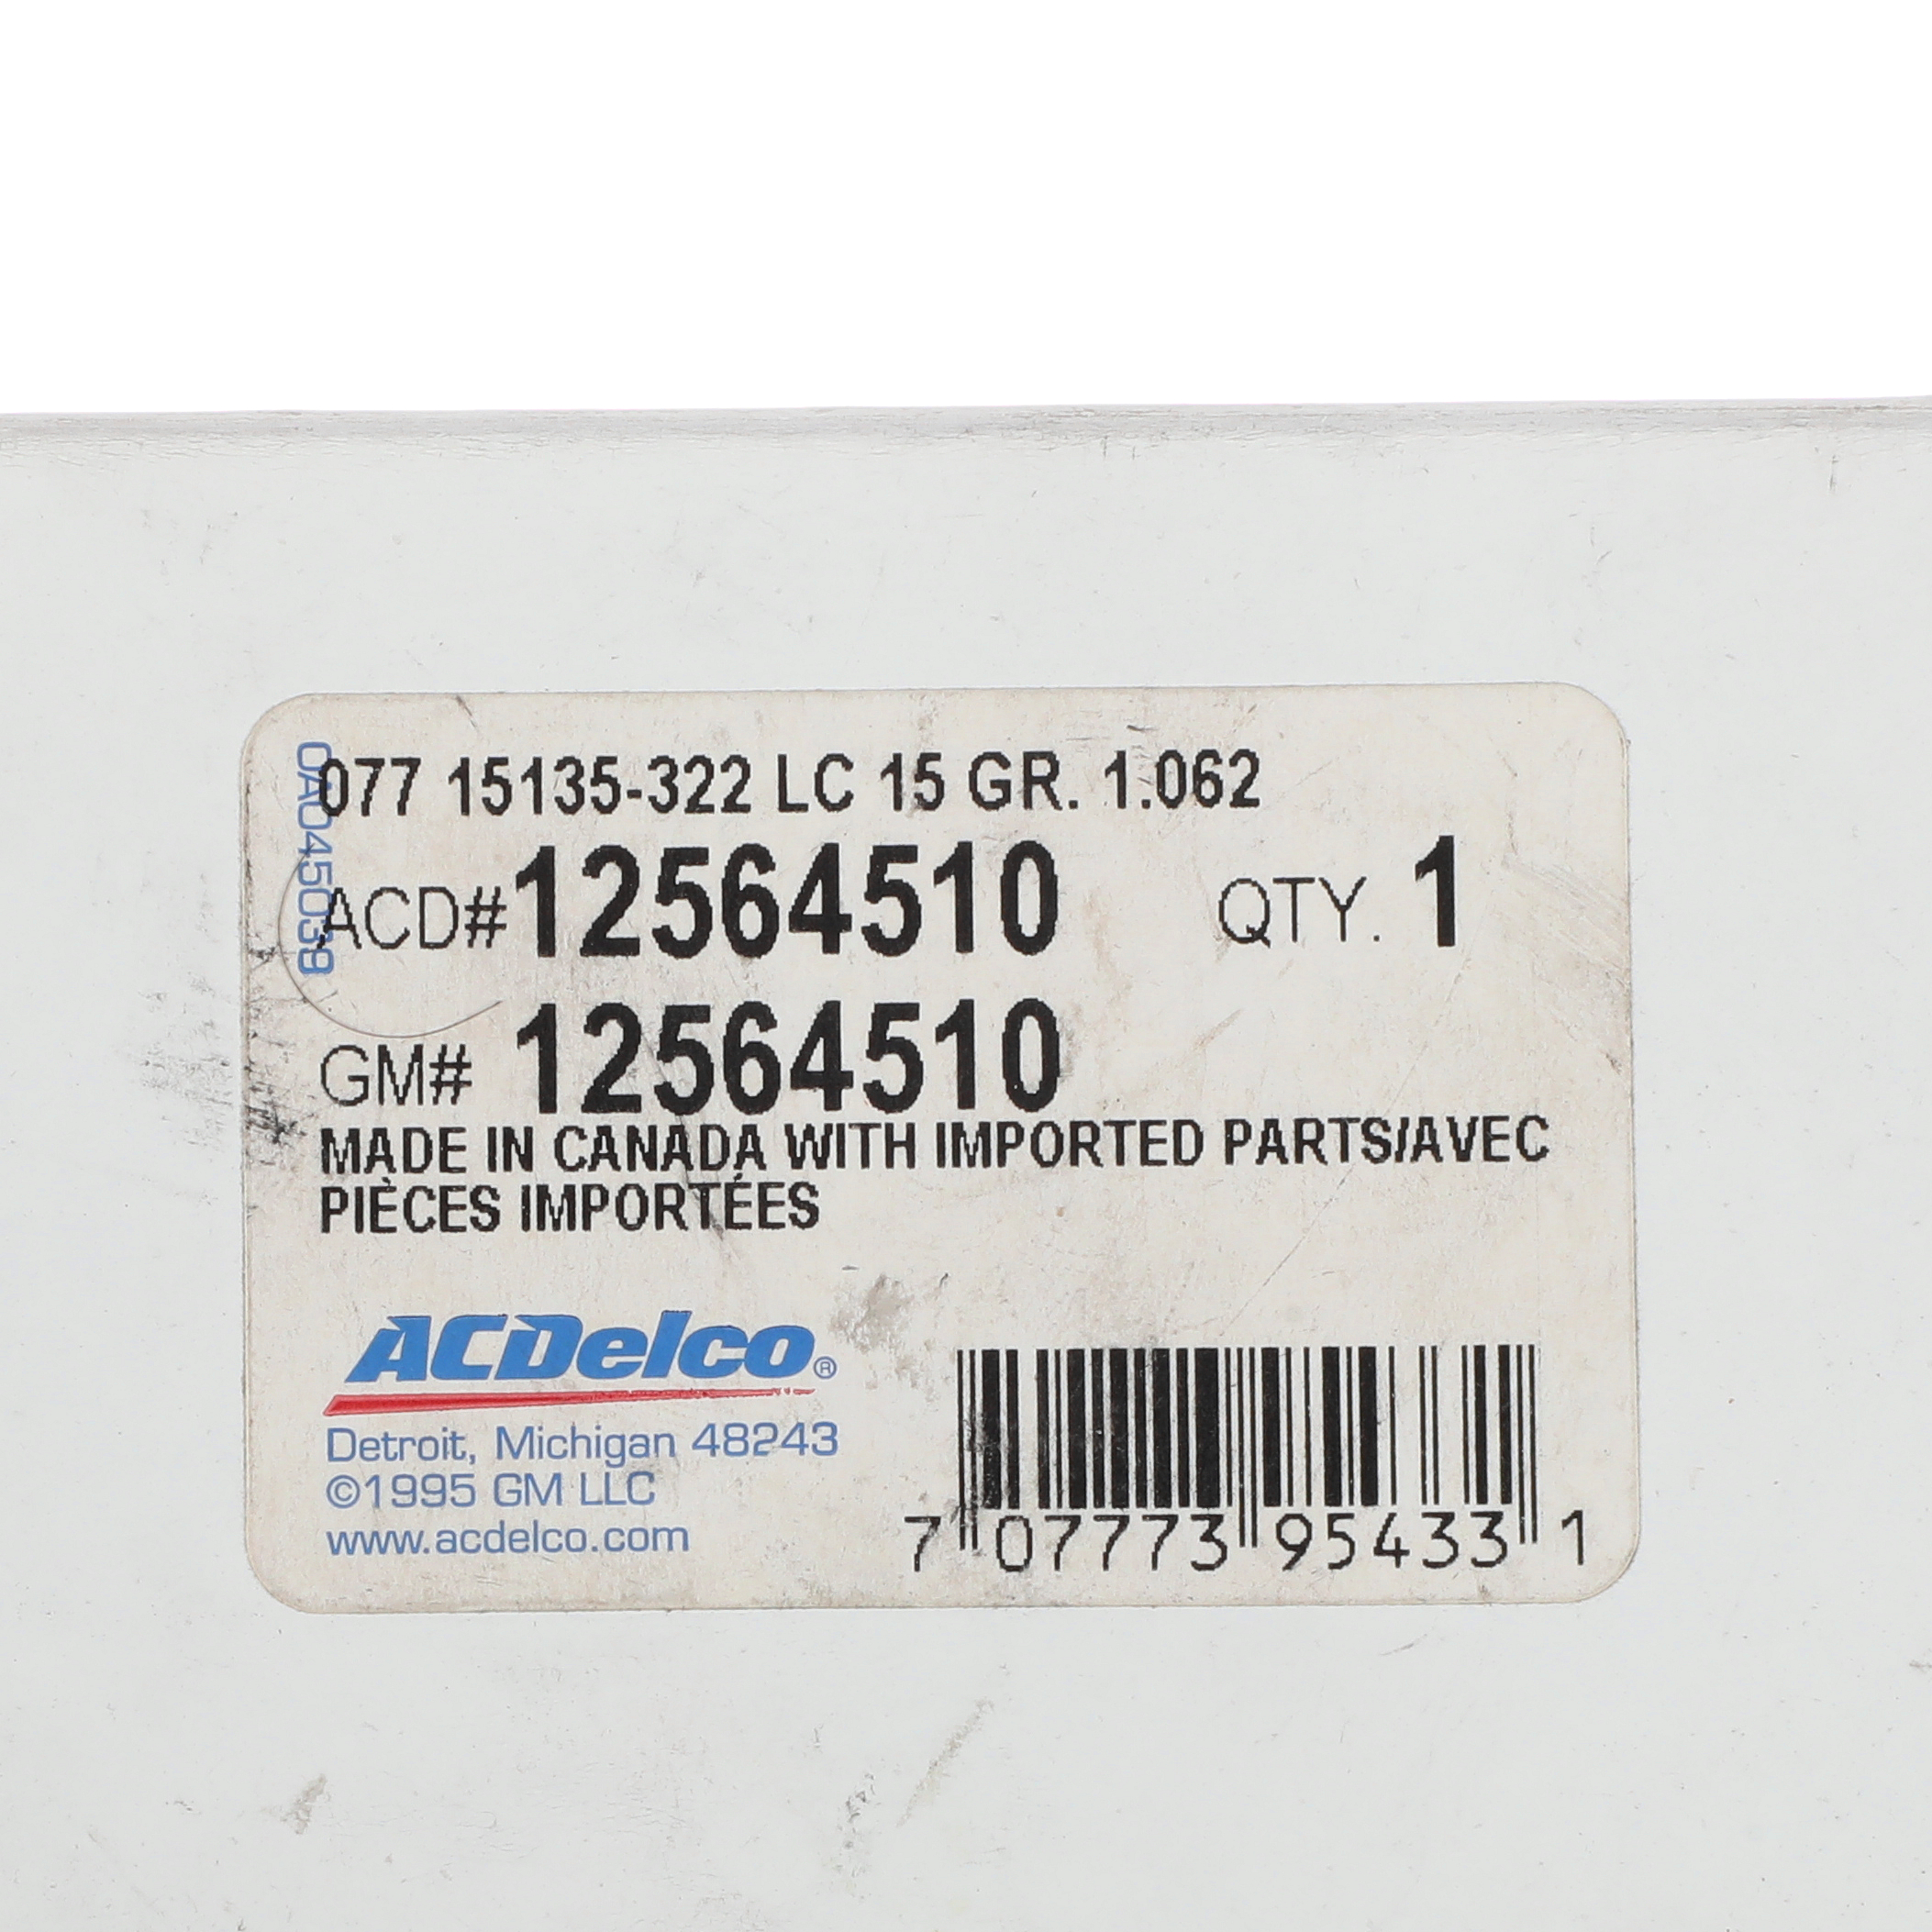 077 15135-322 LC 15 GR. 1.062
0A045039
ACD# 12564510 QTY. 1
GM# 12564510
MADE IN CANADA WITH IMPORTED PARTS/AVEC
PIÈCES IMPORTÉES
ACDelco®
Detroit, Michigan 48243
©1995 GM LLC
www.acdelco.com
7 07773 95433 1